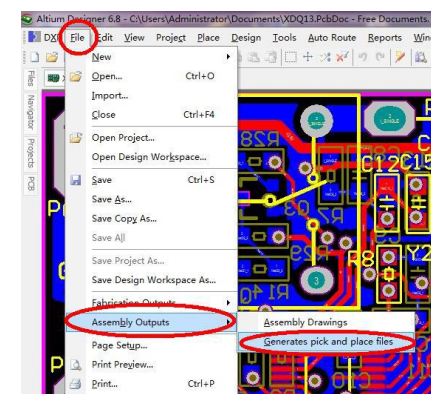 Altium Designer 6.8 - C:\Users\Administrator\Documents\XDQ13.PcbDoc - Free Documents.
DXP File Edit View Project Place Design Tools Auto Route Reports
Files
Navigator
Projects
PCB
New
Open... Ctrl+O
Import...
Close Ctrl+F4
Open Project...
Open Design Workspace...
Save Ctrl+S
Save As...
Save Copy As...
Save All
Save Project As...
Save Design Workspace As...
Fabrication Outputs
Assembly Outputs
Page Setup...
Print Preview...
Print... Ctrl+P
Assembly Drawings
Generates pick and place files
R28
C12
C15
Q3
R7
R8
Y2
R14
3